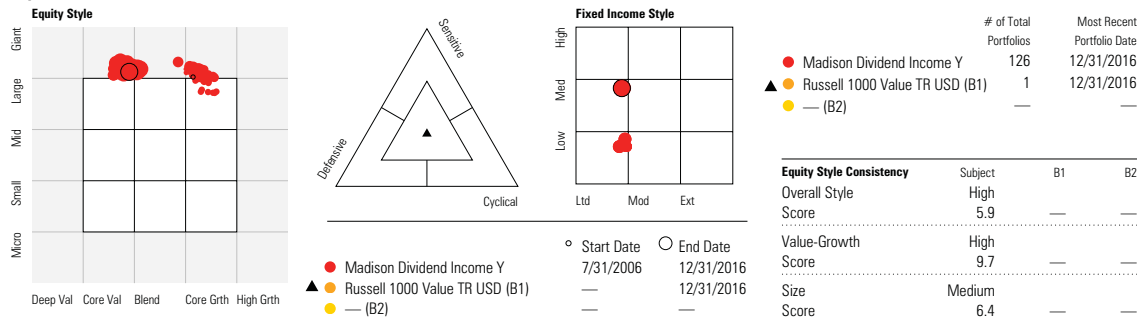 Equity Style
Giant
Large
Mid
Small
Micro
Deep Val Core Val Blend Core Grth High Grth
Sensitive
Defensive
Cyclical
Fixed Income Style
High
Med
Low
Ltd Mod Ext
Start Date End Date
Madison Dividend Income Y 7/31/2006 12/31/2016
Russell 1000 Value TR USD (B1) — 12/31/2016
— (B2) — —
# of Total Most Recent
Portfolios Portfolio Date
Madison Dividend Income Y 126 12/31/2016
Russell 1000 Value TR USD (B1) 1 12/31/2016
— (B2) — —
Equity Style Consistency Subject B1 B2
Overall Style High
Score 5.9 — —
Value-Growth High
Score 9.7 — —
Size Medium
Score 6.4 — —